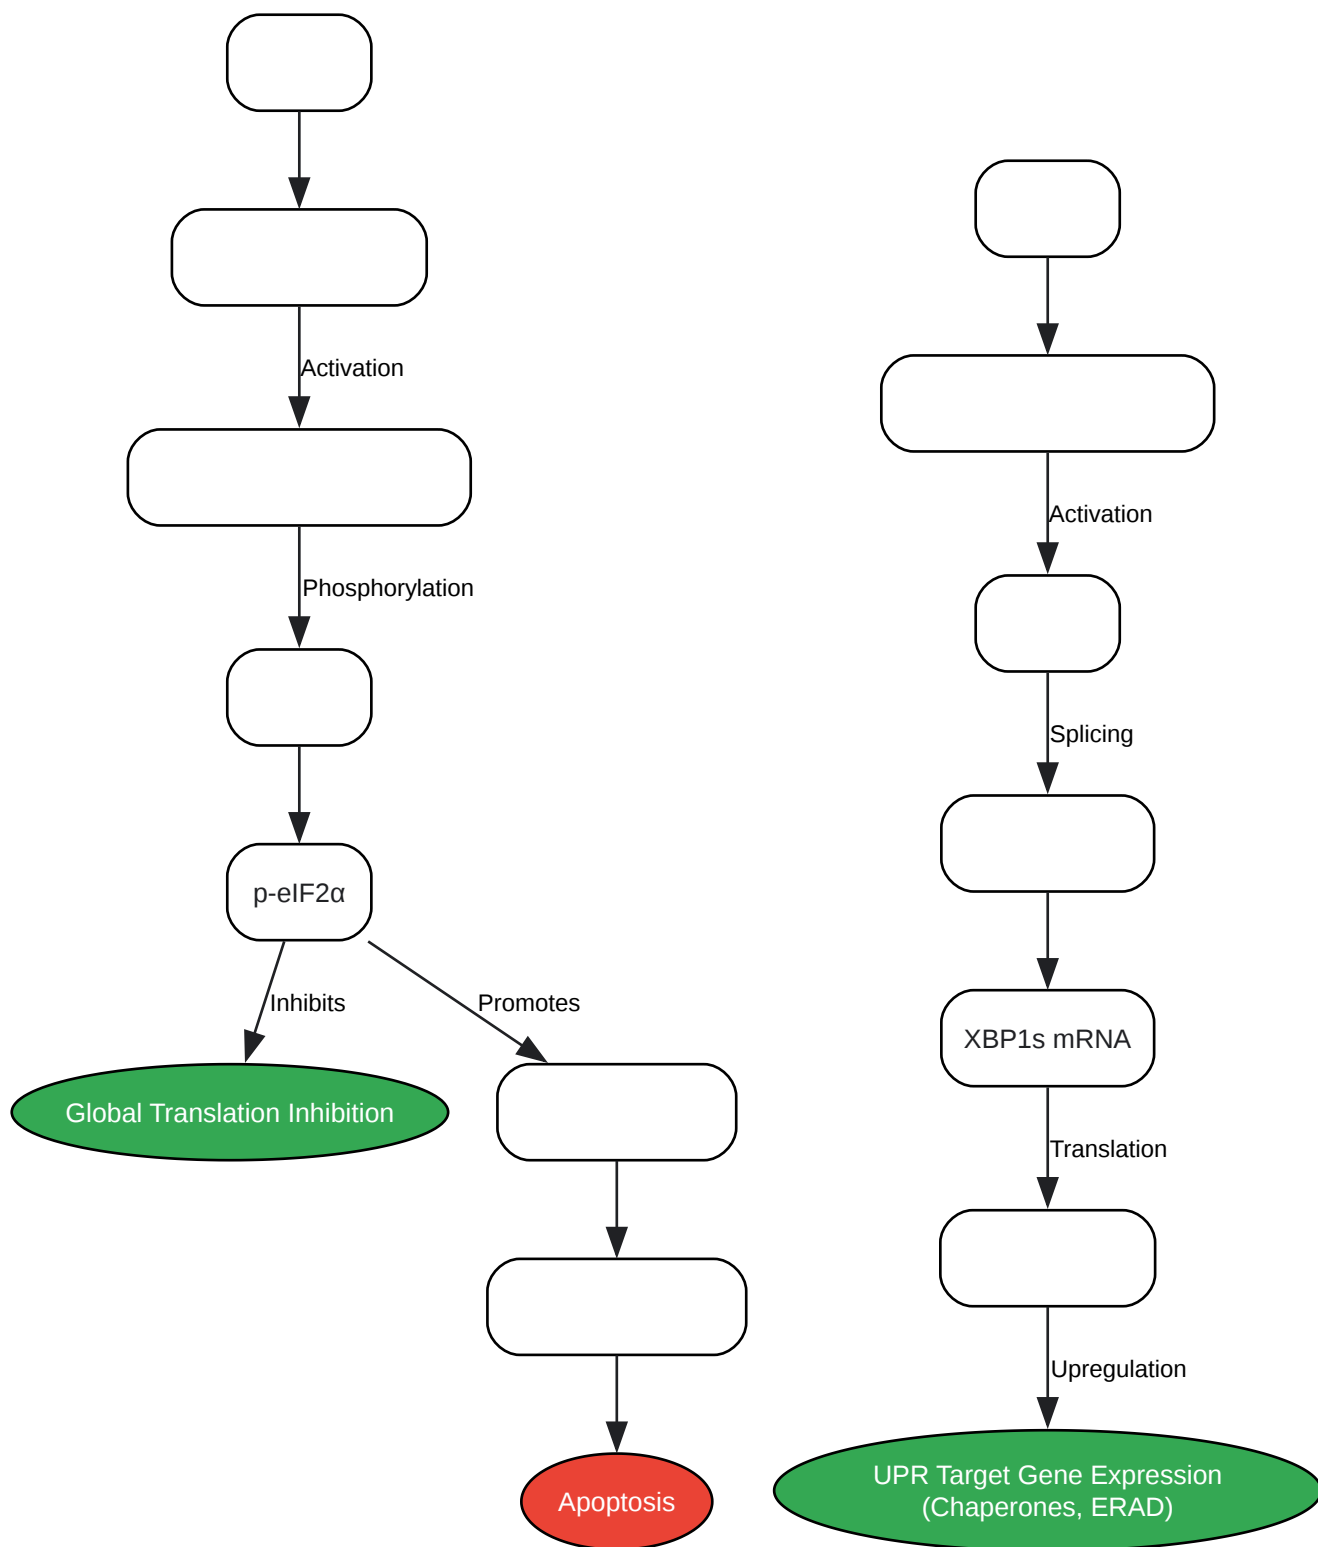 Activation
Phosphorylation
p-eIF2α
Inhibits
Promotes
Global Translation Inhibition
Apoptosis
Activation
Splicing
XBP1s mRNA
Translation
Upregulation
UPR Target Gene Expression
(Chaperones, ERAD)